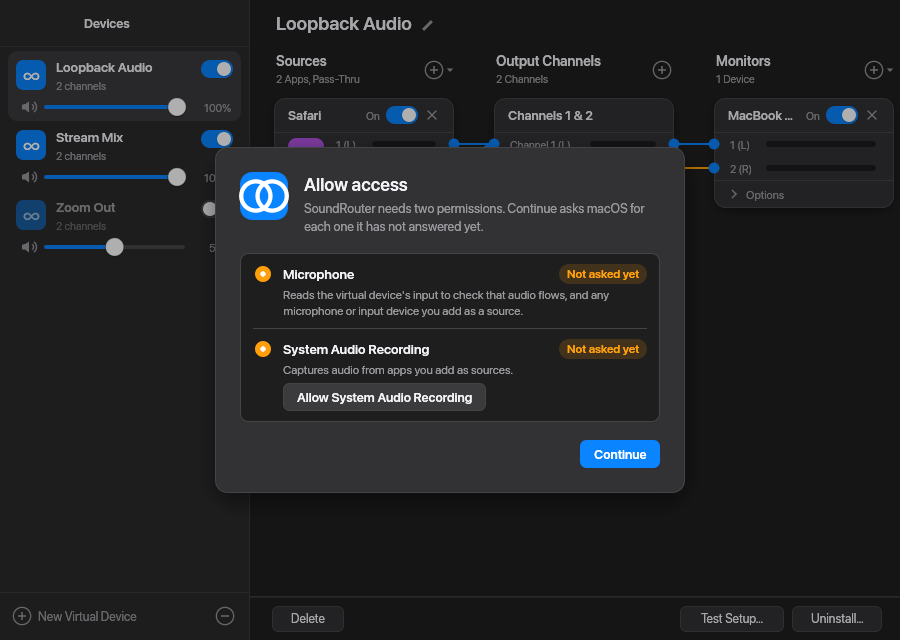 Devices
Loopback Audio
2 channels
100%
Stream Mix
2 channels
Zoom Out
2 channels
New Virtual Device
Loopback Audio
Sources
2 Apps, Pass-Thru
Output Channels
2 Channels
Monitors
1 Device
Safari
On
1 (L)
Channels 1 & 2
Channel 1 (L)
MacBook ...
On
1 (L)
2 (R)
Options
Allow access
SoundRouter needs two permissions. Continue asks macOS for
each one it has not answered yet.
Microphone
Not asked yet
Reads the virtual device's input to check that audio flows, and any
microphone or input device you add as a source.
System Audio Recording
Not asked yet
Captures audio from apps you add as sources.
Allow System Audio Recording
Continue
Delete
Test Setup...
Uninstall...